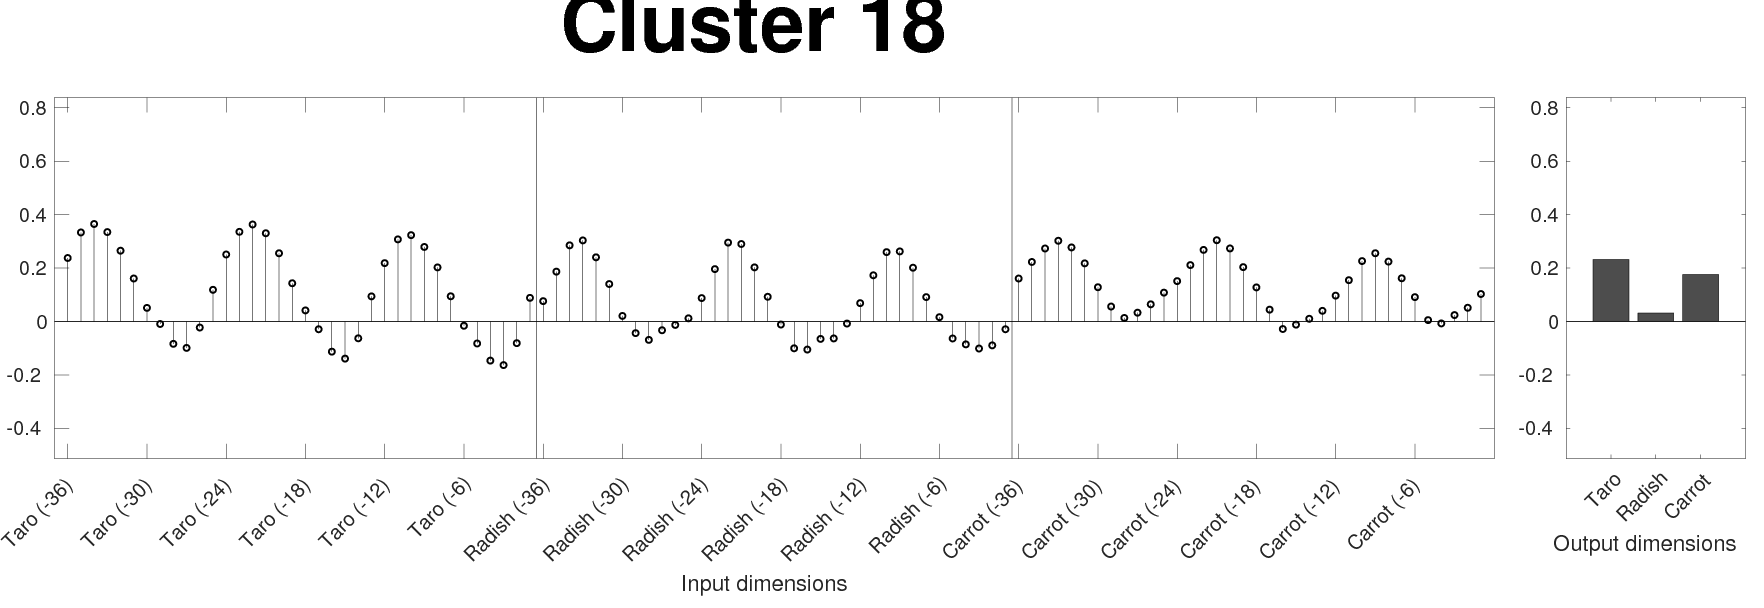 Cluster 18
0.8
0.6
0.4
0.2
0
-0.2
-0.4
Taro (-36)
Taro (-30)
Taro (-24)
Taro (-18)
Taro (-12)
Taro (-6)
Radish (-36)
Radish (-30)
Radish (-24)
Radish (-18)
Radish (-12)
Radish (-6)
Carrot (-36)
Carrot (-30)
Carrot (-24)
Carrot (-18)
Carrot (-12)
Carrot (-6)
Input dimensions
0.8
0.6
0.4
0.2
0
-0.2
-0.4
Taro
Radish
Carrot
Output dimensions